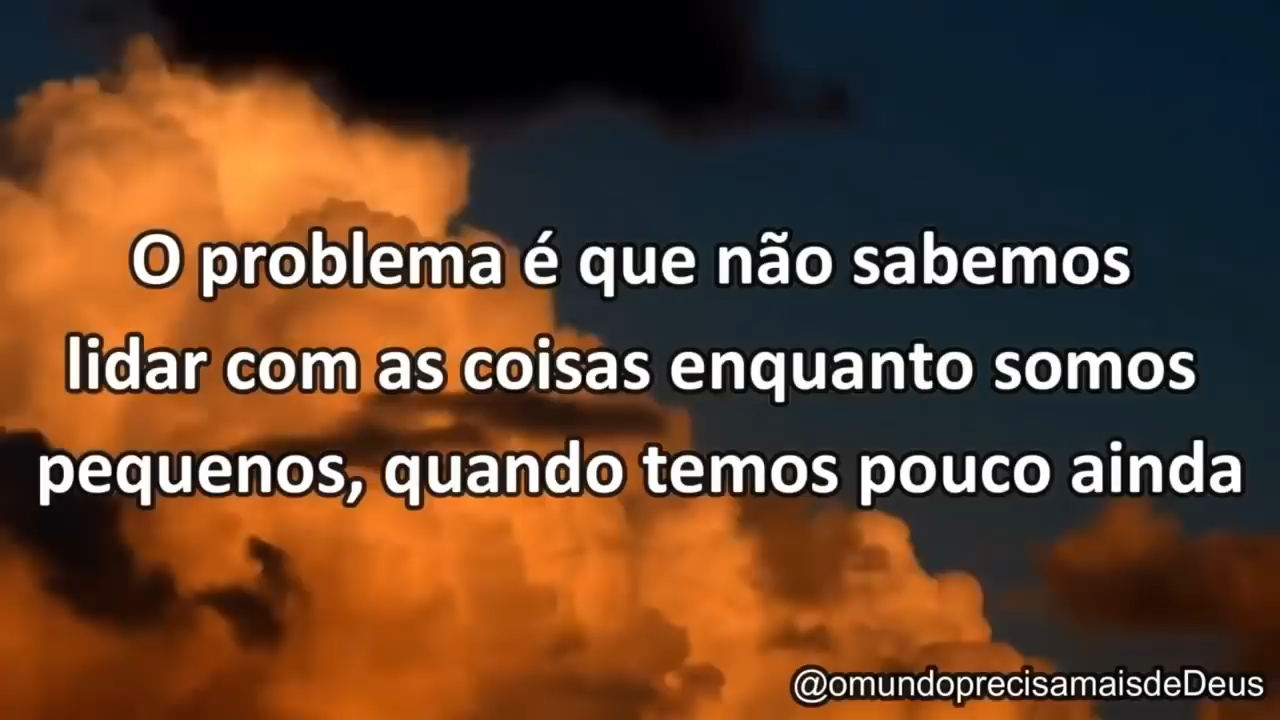 O problema é que não sabemos
lidar com as coisas enquanto somos
pequenos, quando temos pouco ainda
@omundoprecisamaisdeDeus